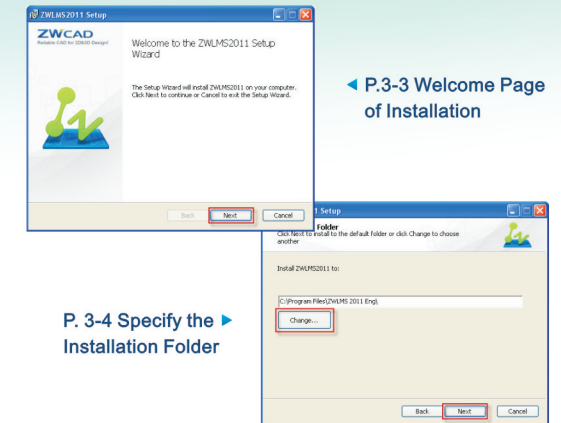 ZWLMS2011 Setup
ZWCAD
Reliable CAD for 2D&3D Design!
Welcome to the ZWLMS2011 Setup
Wizard
The Setup Wizard will install ZWLMS2011 on your computer.
Click Next to continue or Cancel to exit the Setup Wizard.
Back Next Cancel
◀ P.3-3 Welcome Page
of Installation
1 Setup
Folder
Click Next to install to the default folder or click Change to choose
another
Install ZWLMS2011 to:
C:\Program Files\ZWLMS 2011 Eng\
Change...
Back Next Cancel
P. 3-4 Specify the ▶
Installation Folder